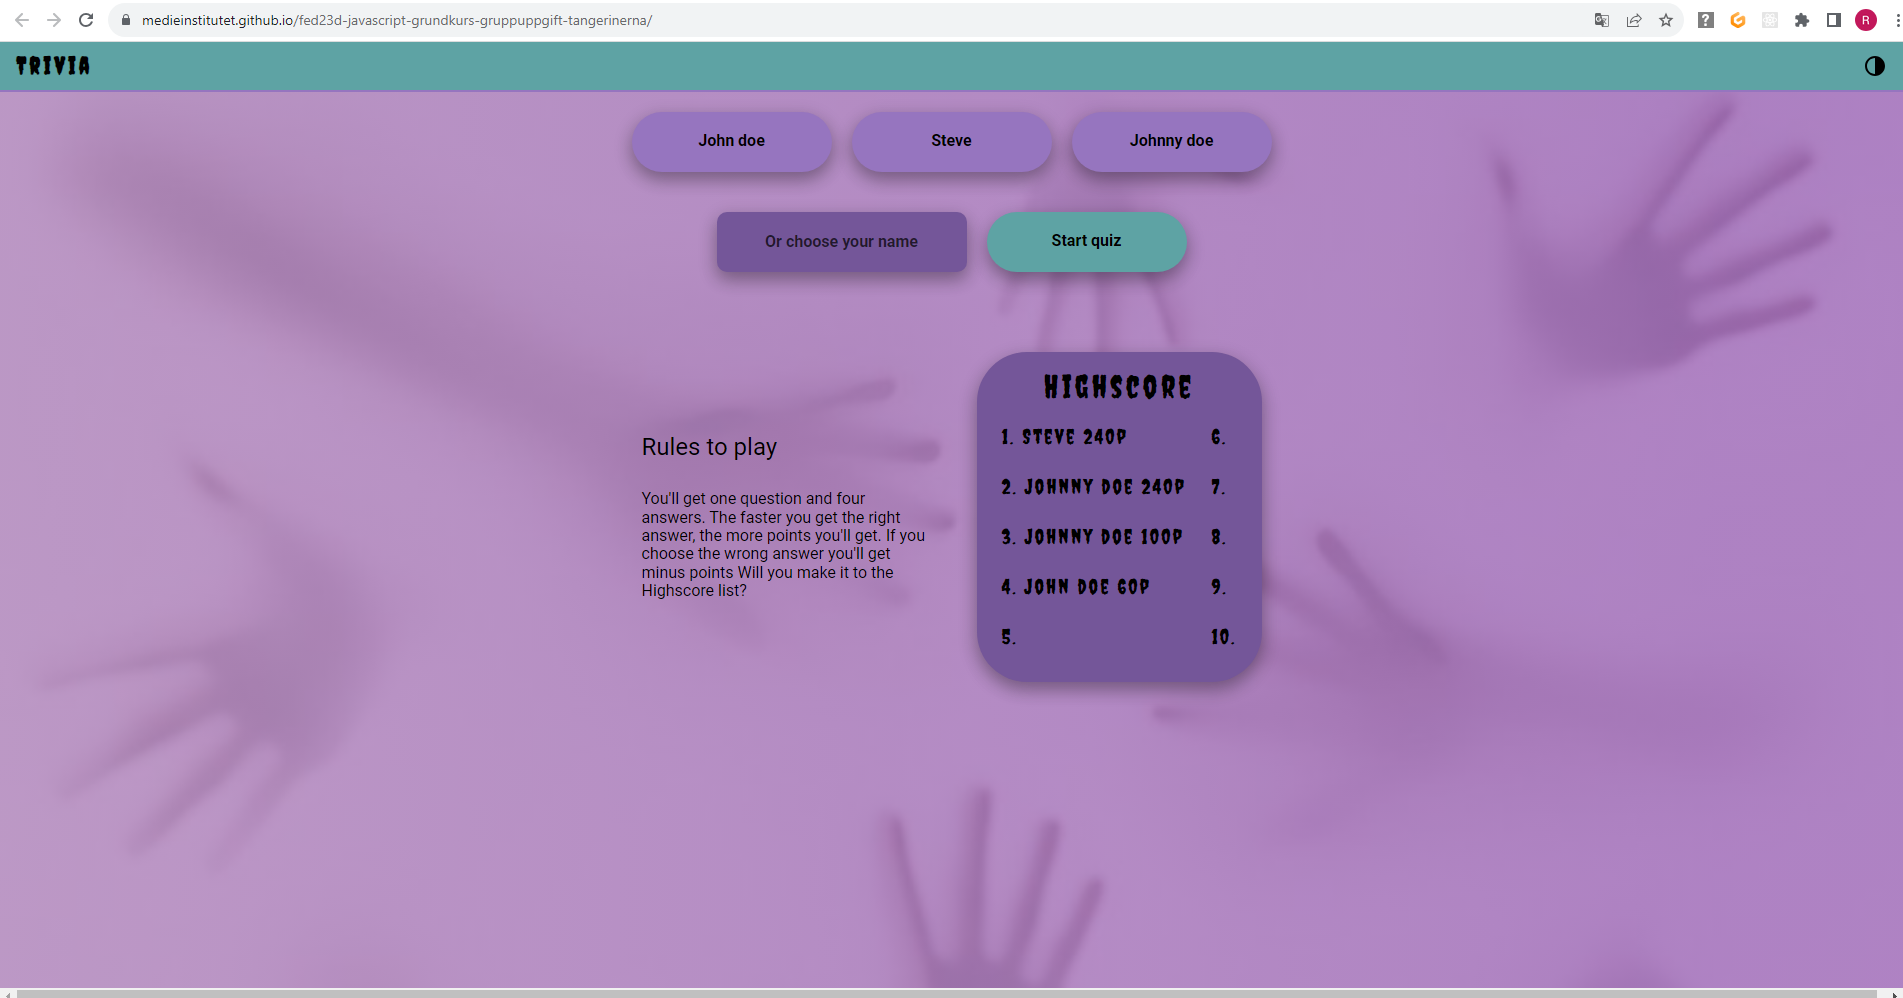 medieinstitutet.github.io/fed23d-javascript-grundkurs-gruppuppgift-tangerinerna/
R
TRIVIA
John doe
Steve
Johnny doe
Or choose your name
Start quiz
HIGHSCORE
1. STEVE 240P
6.
2. JOHNNY DOE 240P
7.
3. JOHNNY DOE 100P
8.
4. JOHN DOE 60P
9.
5.
10.
Rules to play
You'll get one question and four
answers. The faster you get the right
answer, the more points you'll get. If you
choose the wrong answer you'll get
minus points Will you make it to the
Highscore list?